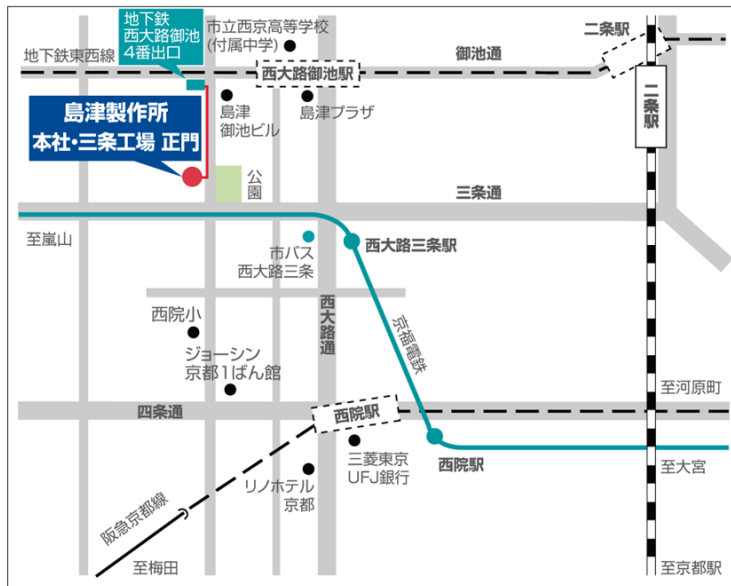 地下鉄
西大路御池
4番出口
市立西京高等学校
(付属中学)
二条駅
地下鉄東西線
御池通
西大路御池駅
二条駅
島津製作所
本社・三条工場 正門
島津
御池ビル
島津プラザ
公園
三条通
至嵐山
市バス
西大路三条
西大路三条駅
西大路通
西院小
京福電鉄
ジョーシン
京都1ばん館
至河原町
四条通
西院駅
三菱東京
UFJ銀行
西院駅
リノホテル
京都
至大宮
阪急京都線
至梅田
至京都駅